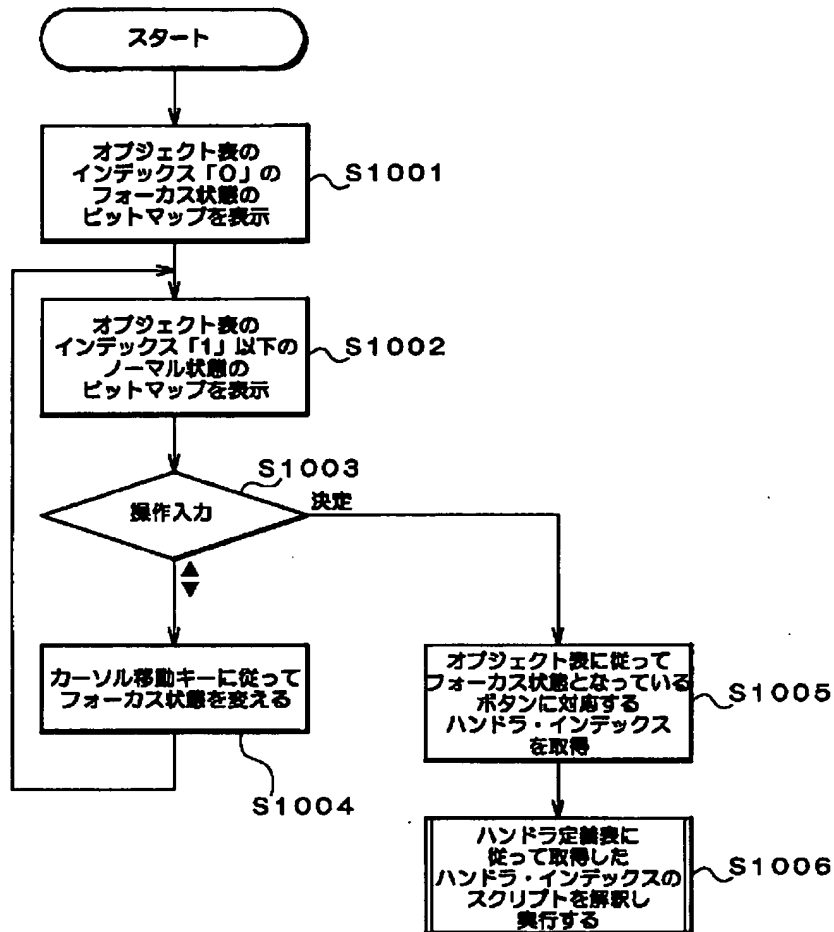 スタート
オブジェクト表の
インデックス「0」の
フォーカス状態の
ビットマップを表示
S1001
オブジェクト表の
インデックス「1」以下の
ノーマル状態の
ビットマップを表示
S1002
S1003
操作入力
決定
▲
▼
カーソル移動キーに従って
フォーカス状態を変える
S1004
オブジェクト表に従って
フォーカス状態となっている
ボタンに対応する
ハンドラ・インデックス
を取得
S1005
ハンドラ定義表に
従って取得した
ハンドラ・インデックスの
スクリプトを解釈し
実行する
S1006